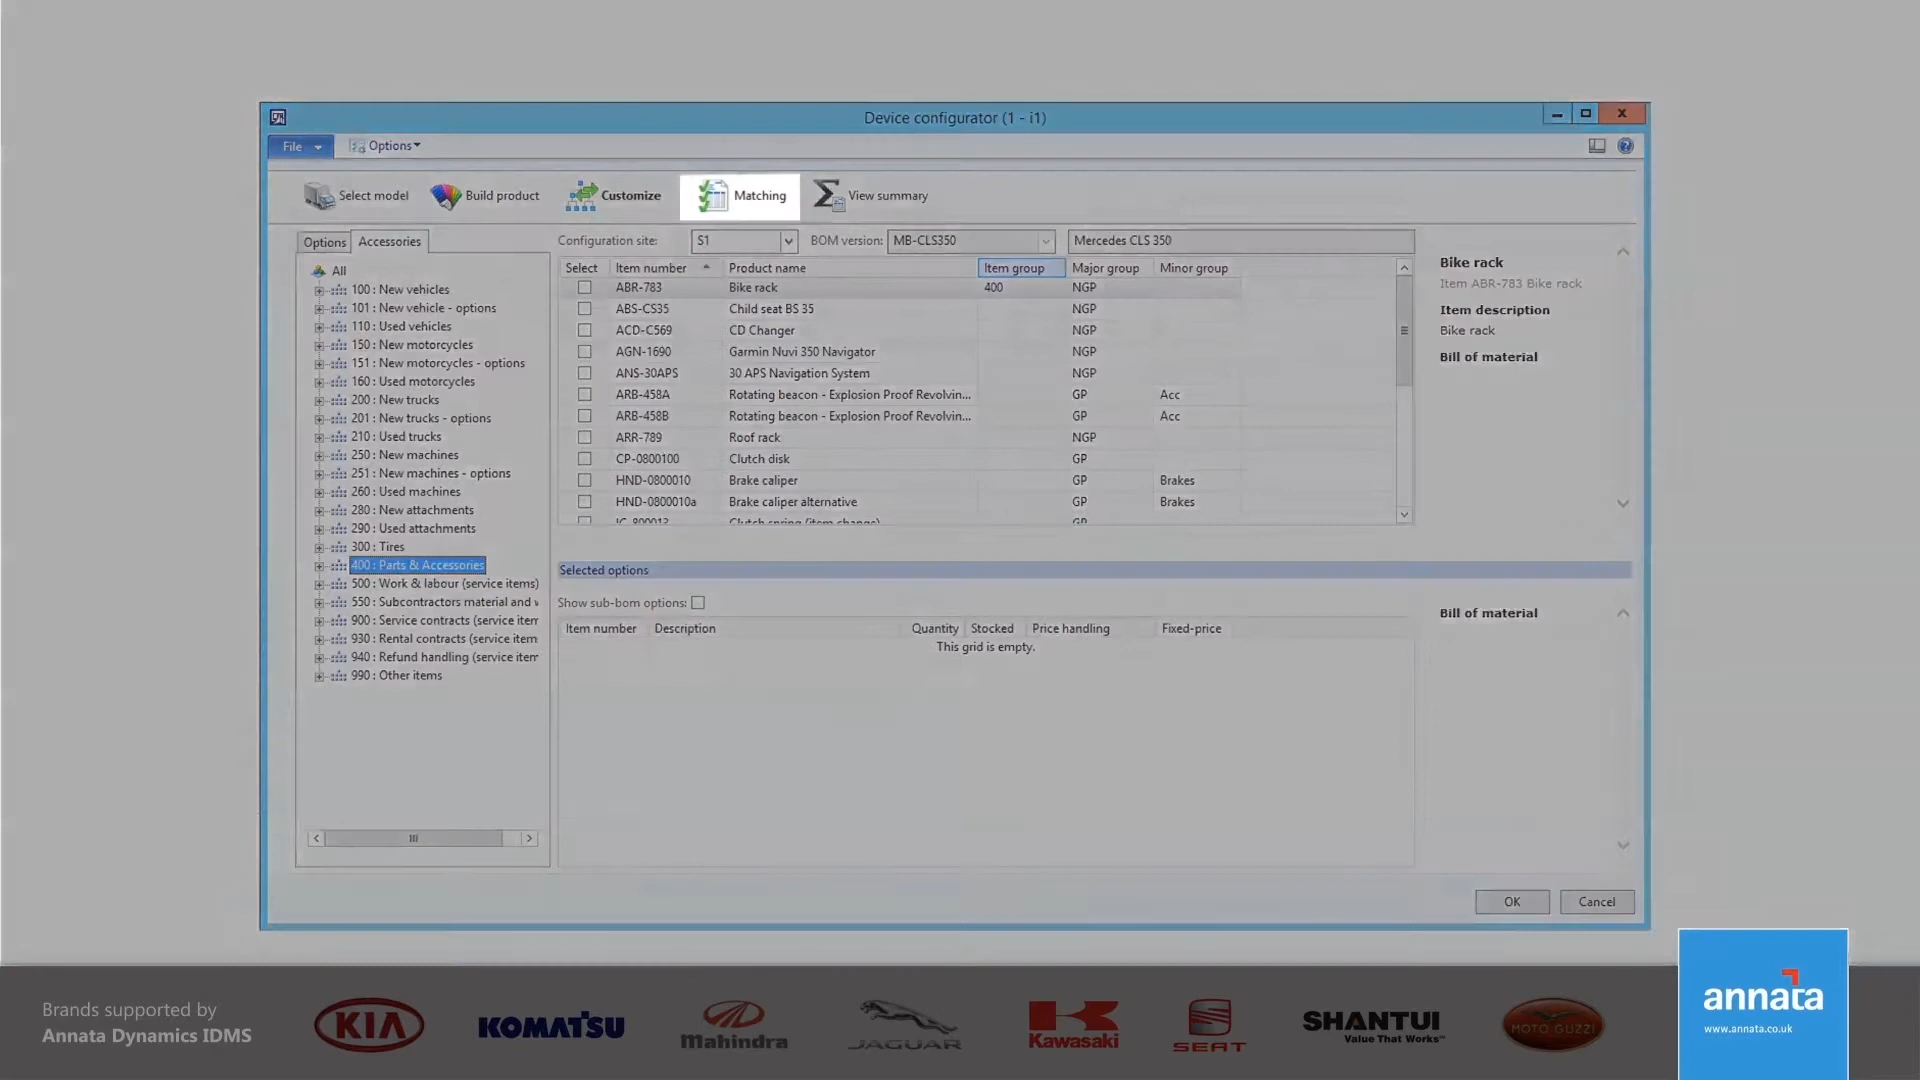 Device configurator (1 - i1)
File
Options
Select model
Build product
Customize
Matching
View summary
Options
Accessories
Configuration site:
S1
BOM version:
MB-CLS350
Mercedes CLS 350
All
100 : New vehicles
101 : New vehicle - options
110 : Used vehicles
150 : New motorcycles
151 : New motorcycles - options
160 : Used motorcycles
200 : New trucks
201 : New trucks - options
210 : Used trucks
250 : New machines
251 : New machines - options
260 : Used machines
280 : New attachments
290 : Used attachments
300 : Tires
400 : Parts & Accessories
500 : Work & labour (service items)
550 : Subcontractors material and
900 : Service contracts (service item
930 : Rental contracts (service item
940 : Refund handling (service item
990 : Other items
Select Item number Product name Item group Major group Minor group
ABR-783 Bike rack 400 NGP
ABS-CS35 Child seat BS 35 NGP
ACD-C569 CD Changer NGP
AGN-1690 Garmin Nuvi 350 Navigator NGP
ANS-30APS 30 APS Navigation System NGP
ARB-458A Rotating beacon - Explosion Proof Revolvin... GP Acc
ARB-458B Rotating beacon - Explosion Proof Revolvin... GP Acc
ARR-789 Roof rack NGP
CP-0800100 Clutch disk GP
HND-0800010 Brake caliper GP Brakes
HND-0800010a Brake caliper alternative GP Brakes
Clutch spring (item change) GP
Bike rack
Item ABR-783 Bike rack
Item description
Bike rack
Bill of material
Selected options
Show sub-bom options:
Item number Description Quantity Stocked Price handling Fixed-price
This grid is empty.
Bill of material
OK
Cancel
Brands supported by
Annata Dynamics IDMS
KIA
KOMATSU
Mahindra
JAGUAR
Kawasaki
SEAT
SHANTUI
Value That Works™
MOTO GUZZI
annata
www.annata.co.uk